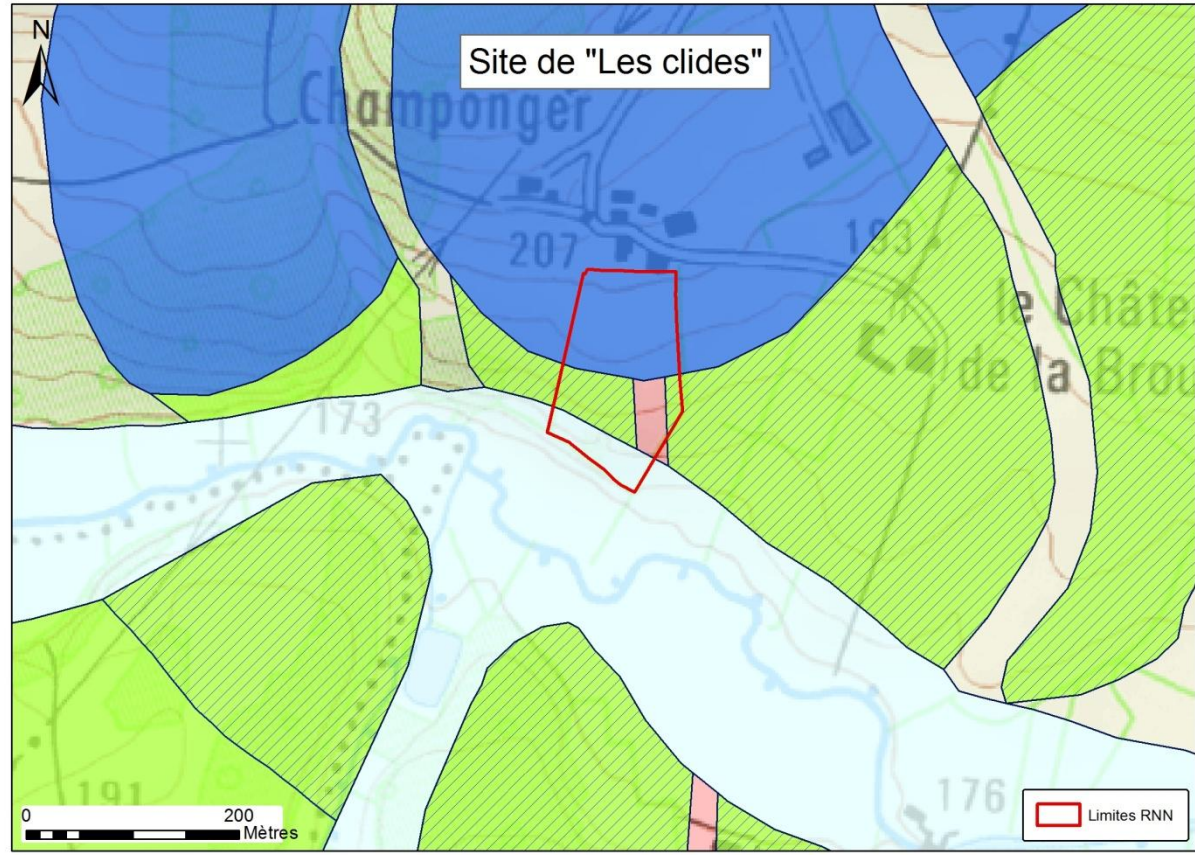 N
Site de "Les clides"
Champonger
207
193
le Châte
de la Brou
173
191
176
0 200
Mètres
Limites RNN